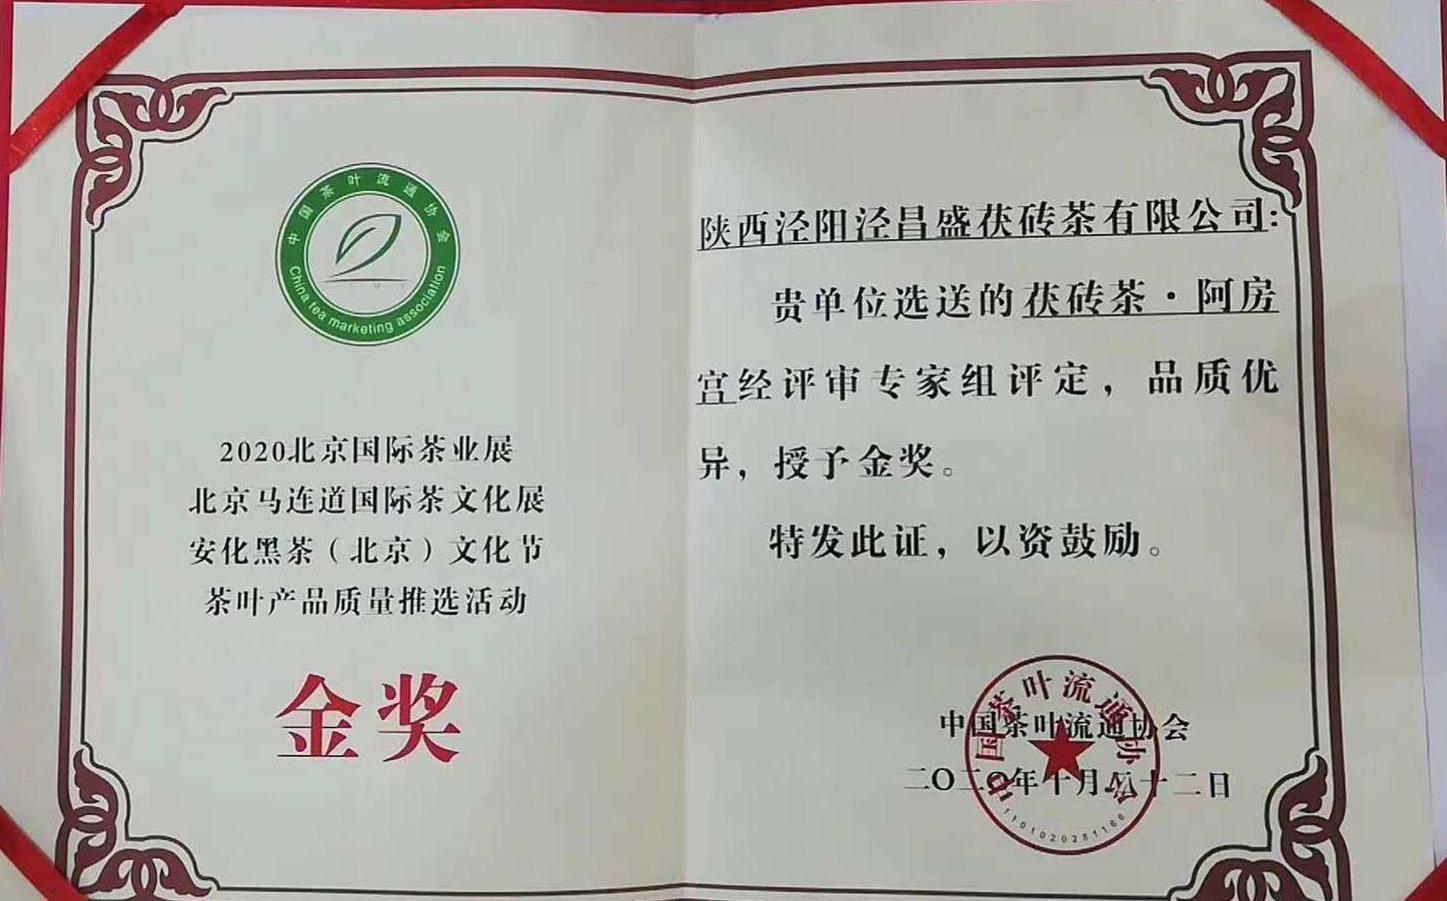 中国茶叶流通协会
China tea marketing association
2020北京国际茶业展
北京马连道国际茶文化展
安化黑茶（北京）文化节
茶叶产品质量推选活动
金奖
陕西泾阳泾昌盛茯砖茶有限公司:
贵单位选送的茯砖茶·阿房
宫经评审专家组评定，品质优
异，授予金奖。
特发此证，以资鼓励。
中国茶叶流通协会
二〇二〇年十月二十二日
中国茶叶流通协会